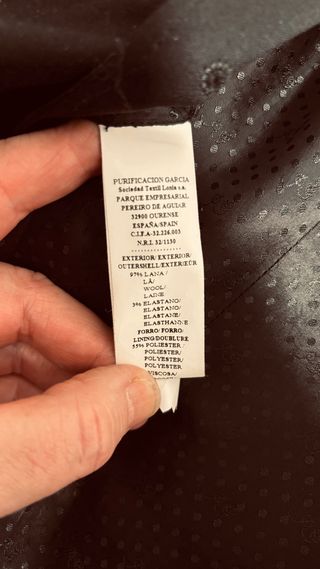 PURIFICACION GARCIA
Sociedad Textil Lonia s.a.
PARQUE EMPRESARIAL
PEREIRO DE AGUIAR
32900 OURENSE
ESPAÑA/SPAIN
C.I.F.A-32.226.003
N.R.I. 32/1130
EXTERIOR/EXTERIOR/
OUTERSHELL/EXTERIEUR
97% LANA/
LÃ/
WOOL/
LAINE
3% ELASTANO/
ELASTANO/
ELASTANE/
ELASTHANNE
FORRO/ FORRO/
LINING/DOUBLURE
55% POLIESTER /
POLIESTER/
POLYESTER/
POLYESTER
VISCOSA/